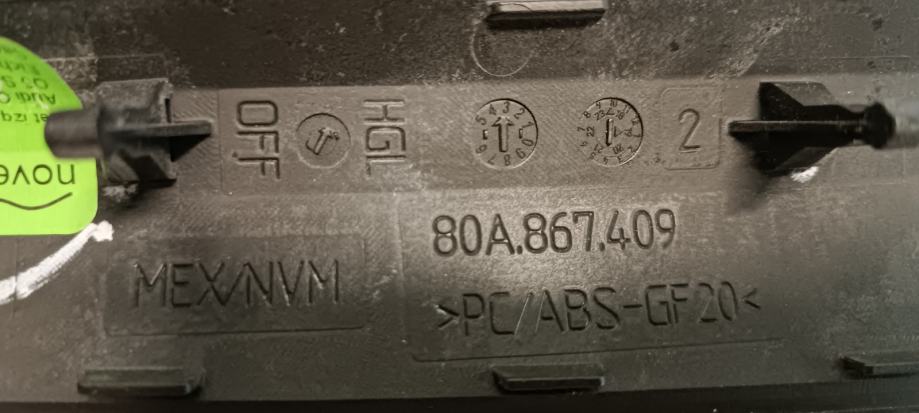 OFF
HGL
2
80A.867.409
MEX/NVM
>PC/ABS-GF20<
nove